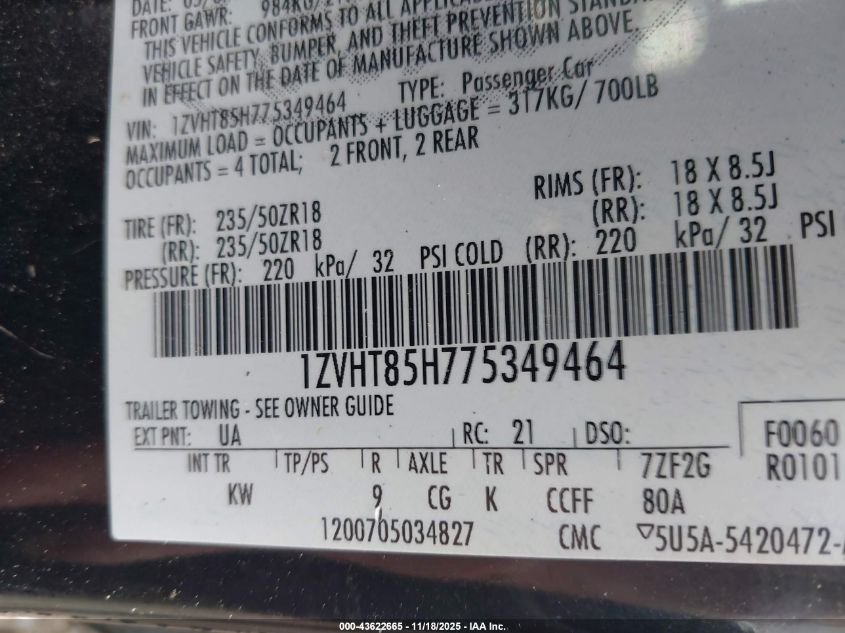 FRONT GAWR:
THIS VEHICLE CONFORMS TO ALL
VEHICLE SAFETY, BUMPER, AND THEFT PREVENTION
IN EFFECT ON THE DATE OF MANUFACTURE SHOWN ABOVE.
VIN: 1ZVHT85H775349464 TYPE: Passenger Car
MAXIMUM LOAD = OCCUPANTS + LUGGAGE = 317KG/ 700LB
OCCUPANTS = 4 TOTAL; 2 FRONT, 2 REAR
TIRE (FR): 235/50ZR18 RIMS (FR): 18 X 8.5J
(RR): 235/50ZR18 (RR): 18 X 8.5J
PRESSURE (FR): 220 kPa/ 32 PSI COLD (RR): 220 kPa/ 32 PSI
1ZVHT85H775349464
TRAILER TOWING - SEE OWNER GUIDE
EXT PNT: UA RC: 21 DSO: F0060
INT TR TP/PS R AXLE TR SPR 7ZF2G R0101
KW 9 CG K CCFF 80A
1200705034827 CMC ▽5U5A-5420472-
000-43622665 - 11/18/2025 - IAA Inc.